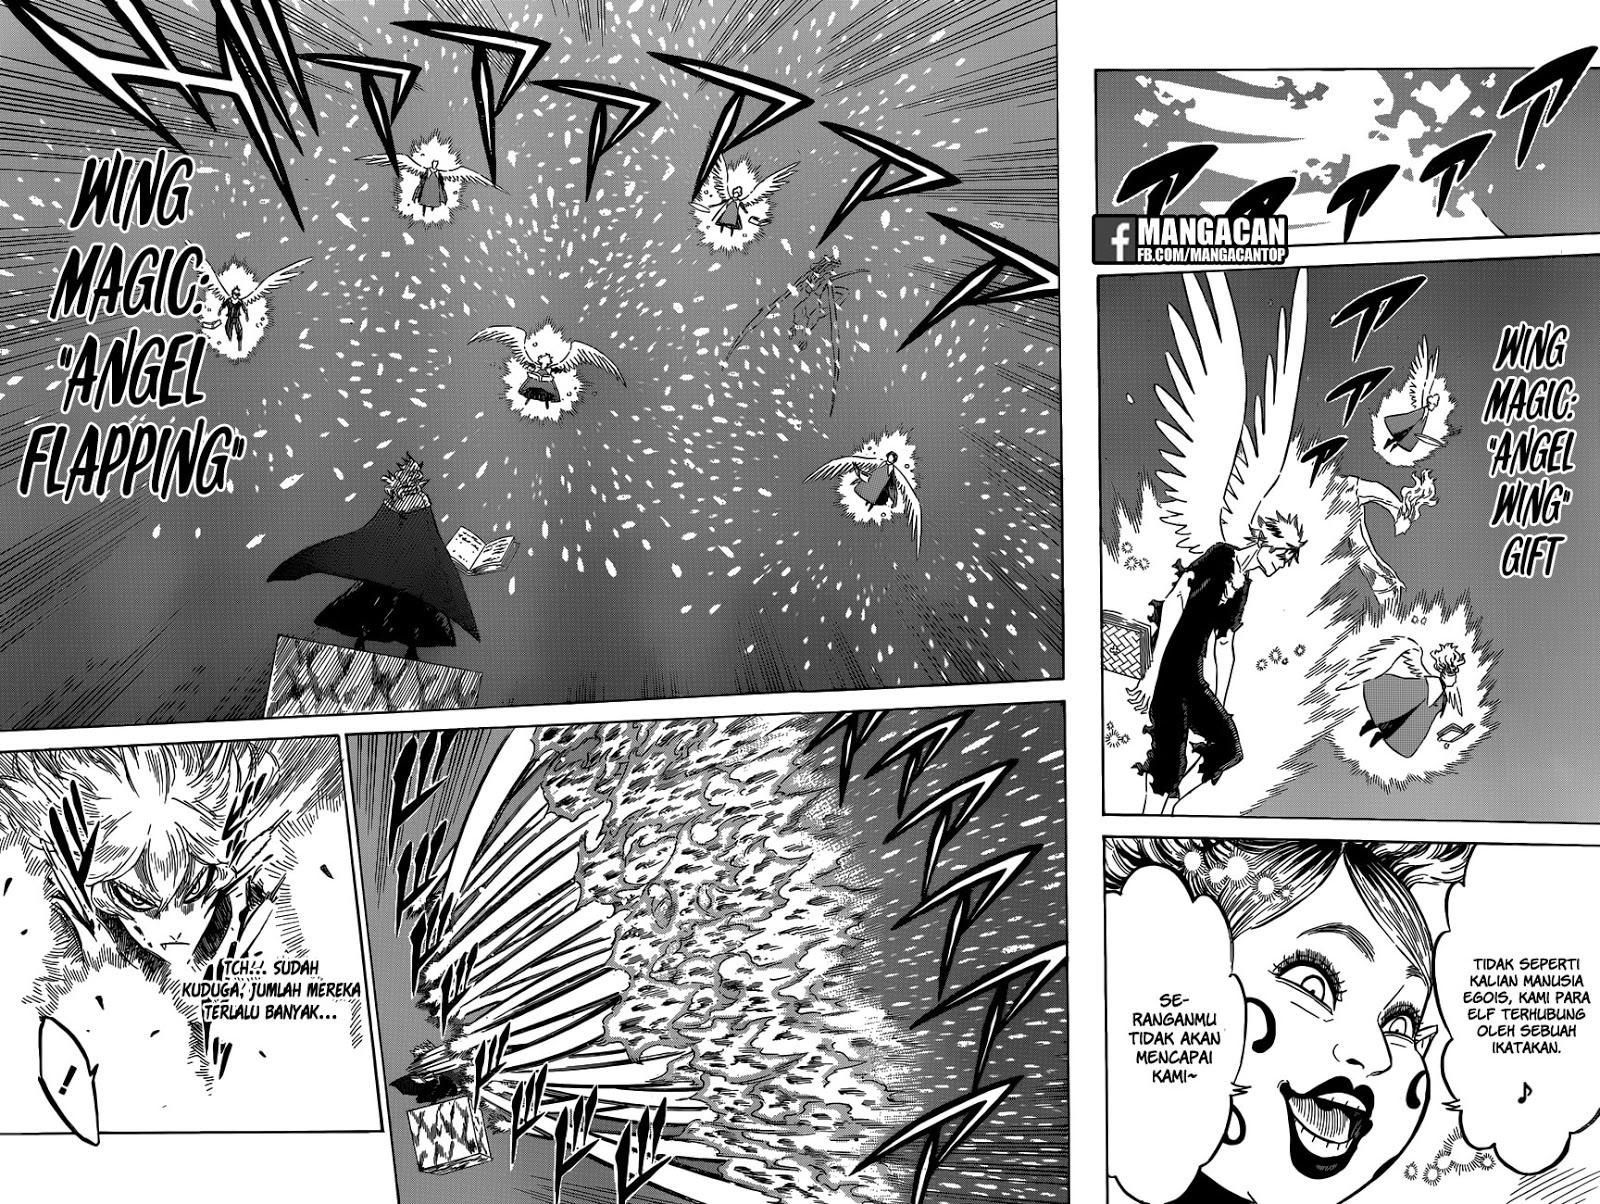 MANGACAN
FB.COM/MANGACANTOP
WING
MAGIC:
"ANGEL
WING"
GIFT
TIDAK SEPERTI
KALIAN MANUSIA
EGOIS, KAMI PARA
ELF TERHUBUNG
OLEH SEBUAH
IKATAKAN.
♪
SE-
RANGANMU
TIDAK AKAN
MENCAPAI
KAMI~
WING
MAGIC:
"ANGEL
FLAPPING"
TCH... SUDAH
KUDUGA, JUMLAH MEREKA
TERLALU BANYAK...
!